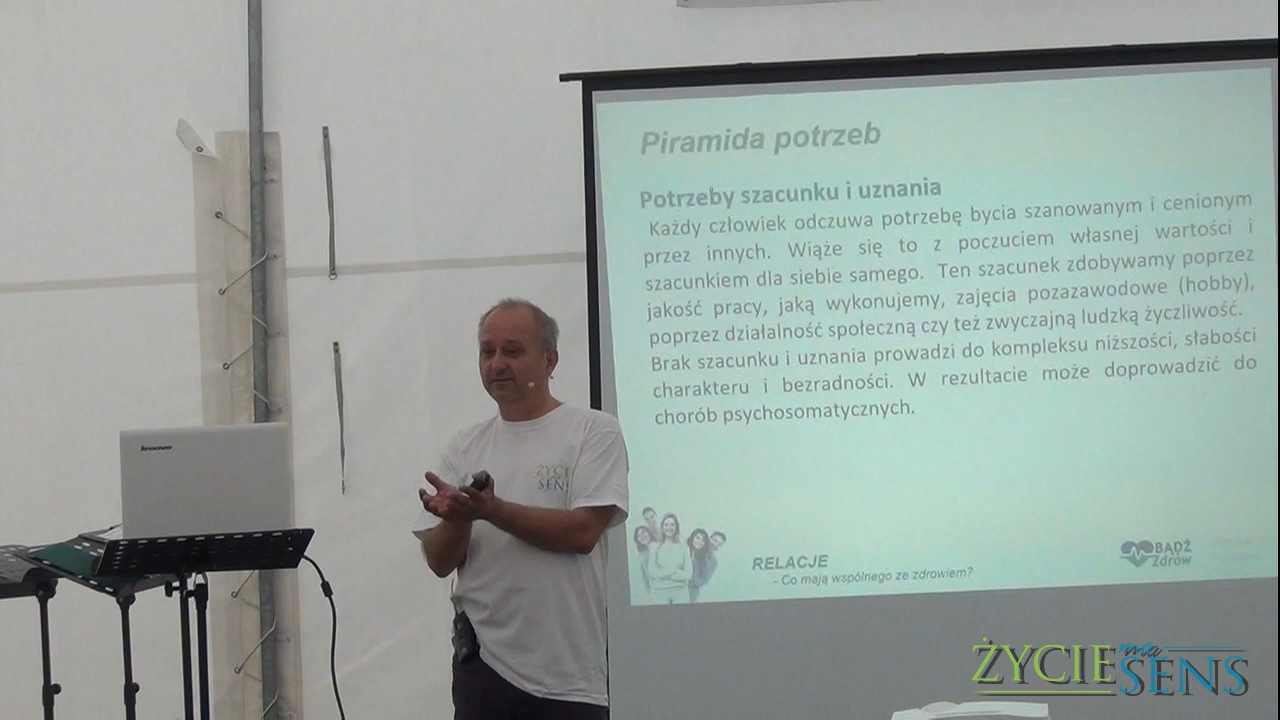 Piramida potrzeb
Potrzeby szacunku i uznania
Każdy człowiek odczuwa potrzebę bycia szanowanym i cenionym
przez innych. Wiąże się to z poczuciem własnej wartości i
szacunkiem dla siebie samego. Ten szacunek zdobywamy poprzez
jakość pracy, jaką wykonujemy, zajęcia pozazawodowe (hobby),
poprzez działalność społeczną czy też zwyczajną ludzką życzliwość.
Brak szacunku i uznania prowadzi do kompleksu niższości, słabości
charakteru i bezradności. W rezultacie może doprowadzić do
chorób psychosomatycznych.
lenovo
ŻYCIE
SENS
RELACJE
- Co mają wspólnego ze zdrowiem?
BĄDŹ
Zdrów
ŻYCIE ma
SENS